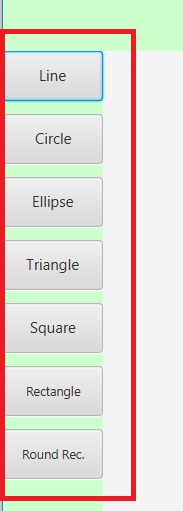 Line
Circle
Ellipse
Triangle
Square
Rectangle
Round Rec.